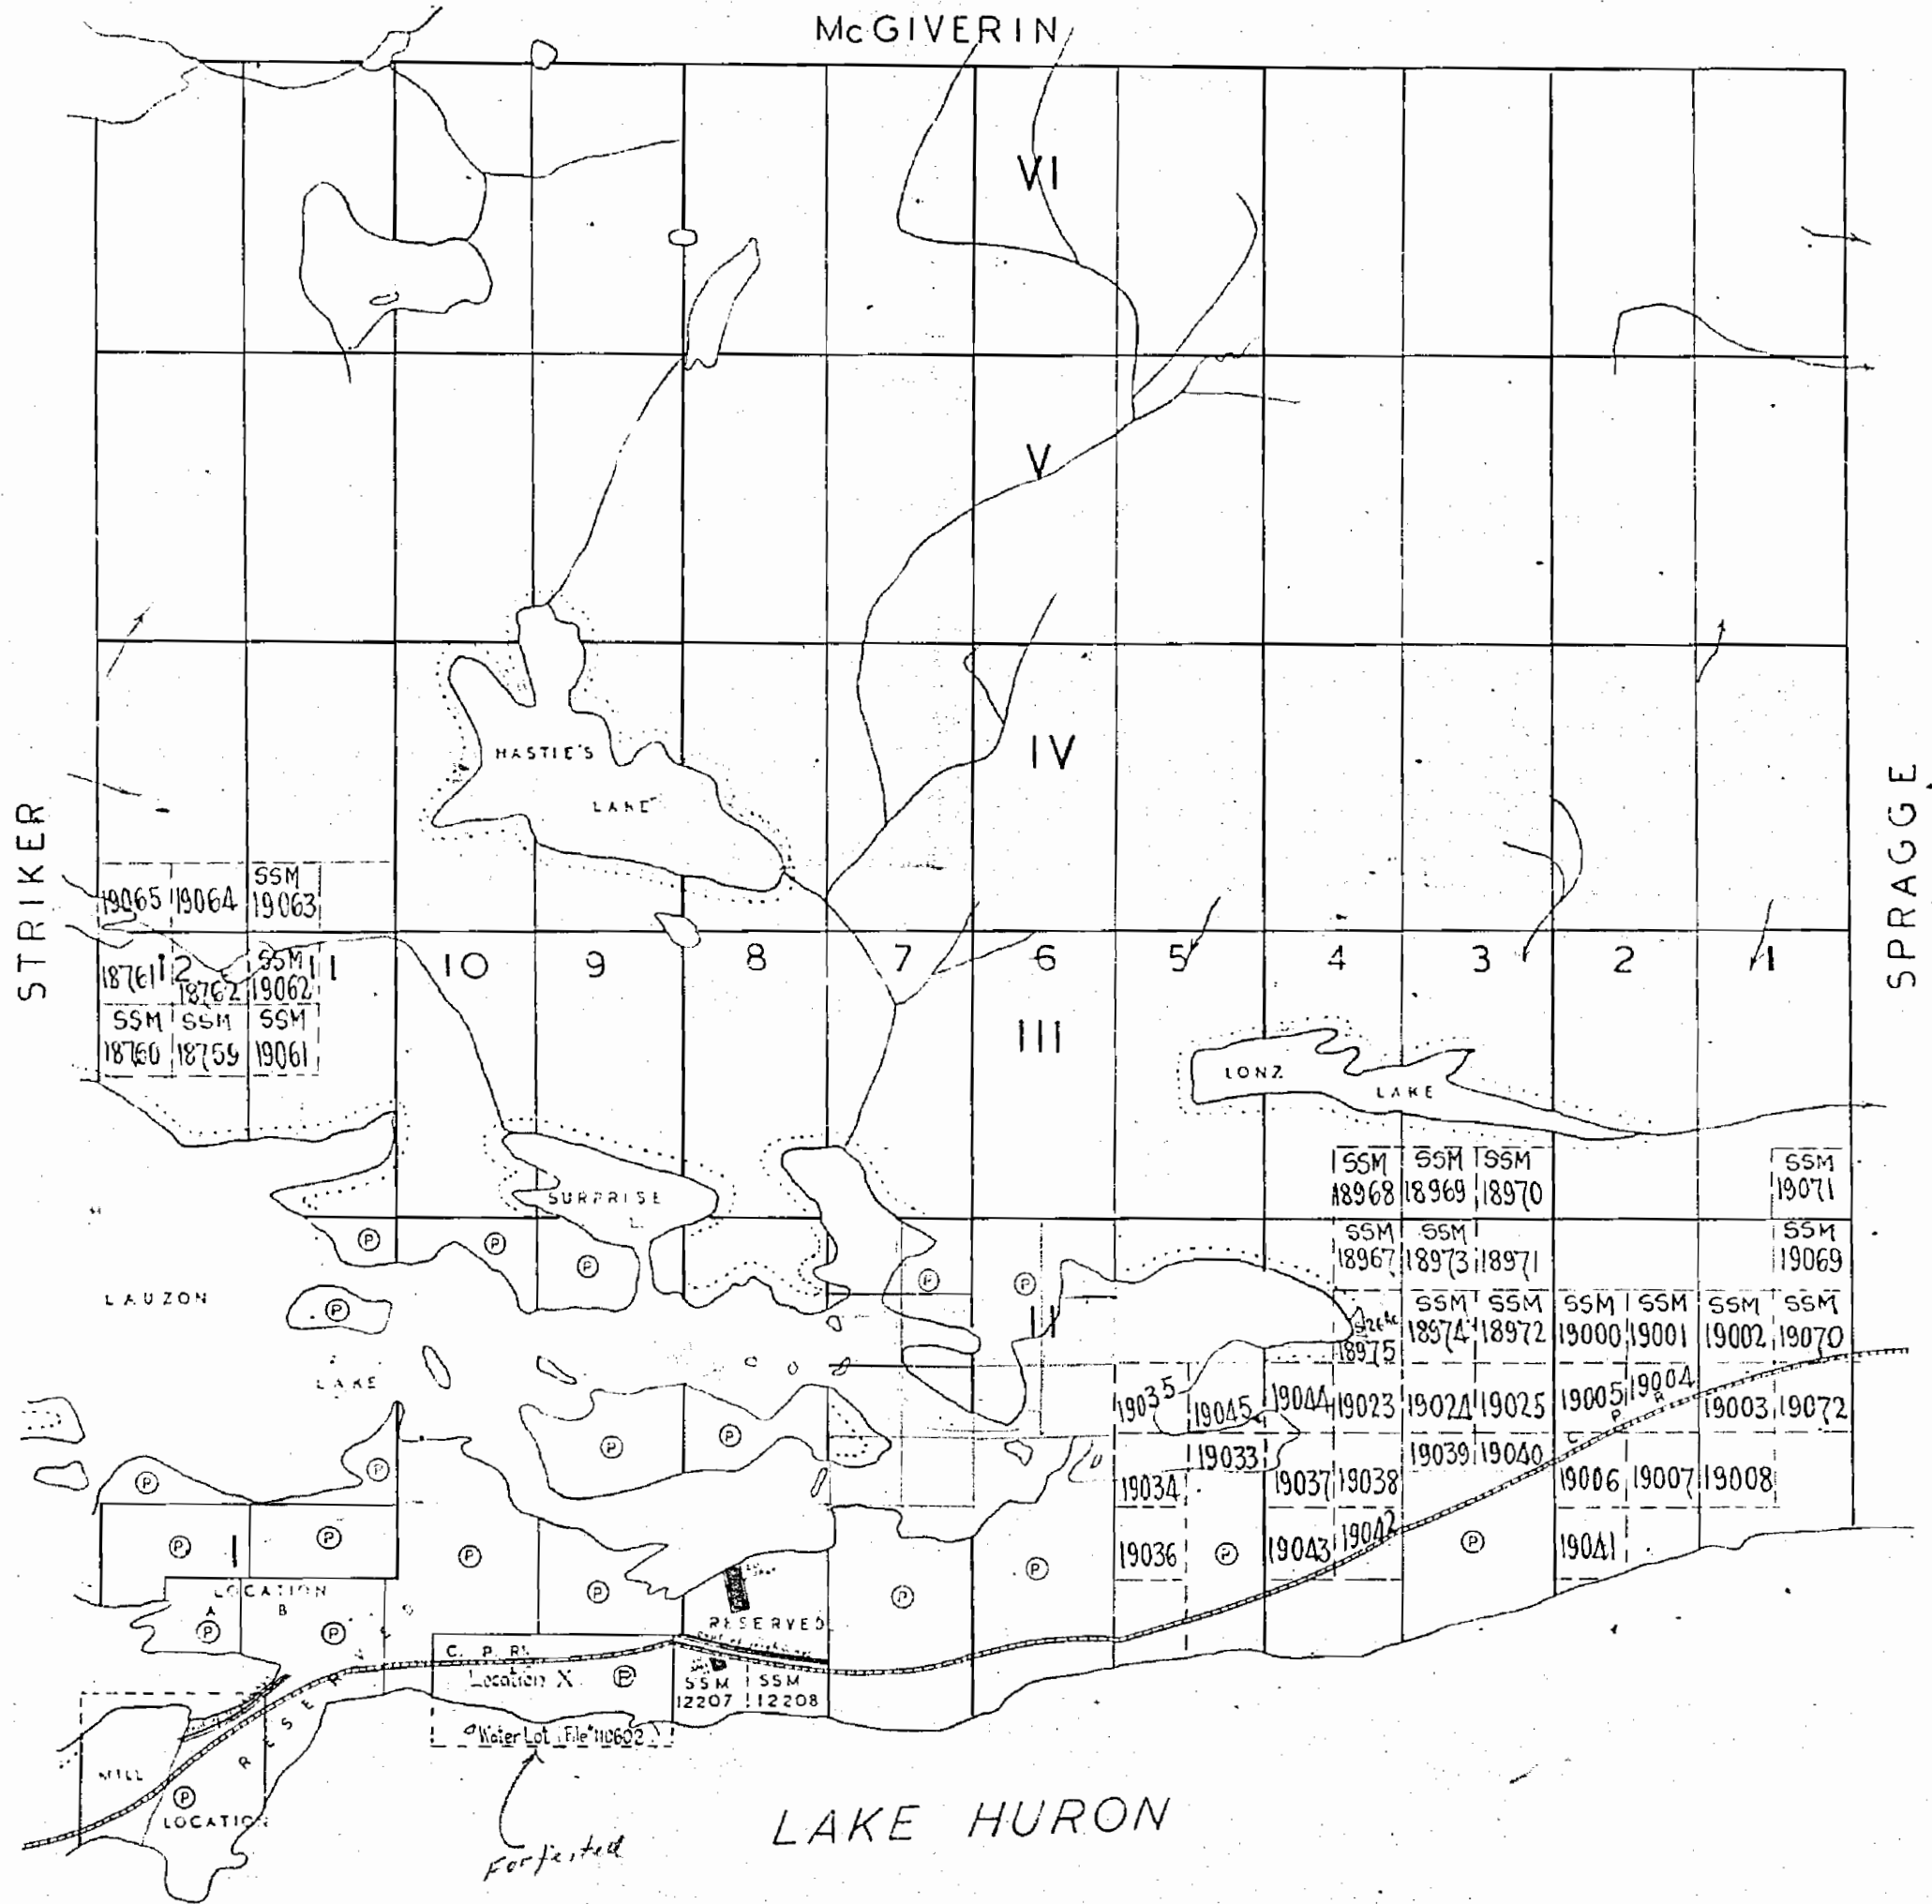 McGIVERIN
VI
V
HASTIE'S
IV
LAKE
STRIKER
SPRAGGE
SSM
19065 19064 19063
10 9 8 7 6 5 4 3 2 1
18761 12 SSM 11
18762 19062
SSM SSM SSM
18760 18759 19061
III
LONZ
LAKE
SSM SSM SSM SSM
18968 18969 18970 19071
SURPRISE
L.
SSM SSM SSM
18967 18973 18971 19069
P P P P P
LAUZON
P
II
SSM SSM SSM SSM SSM SSM
18974 18972 19000 19001 19002 19070
18975
LAKE
19035 19045 19044 19023 19024 19025 19005 19004 19003 19072
C P R
P P P P
19033 19039 19040
19034 19037 19038 19006 19007 19008
P I P P P P P P
19036 19043 19042 19041
LOCATION
A B
P P
RESERVED
C. P. R.
Location X P
SSM SSM
12207 12208
Water Lot File
RESERVE
MILL
P
LOCATION
Forfeited
LAKE HURON